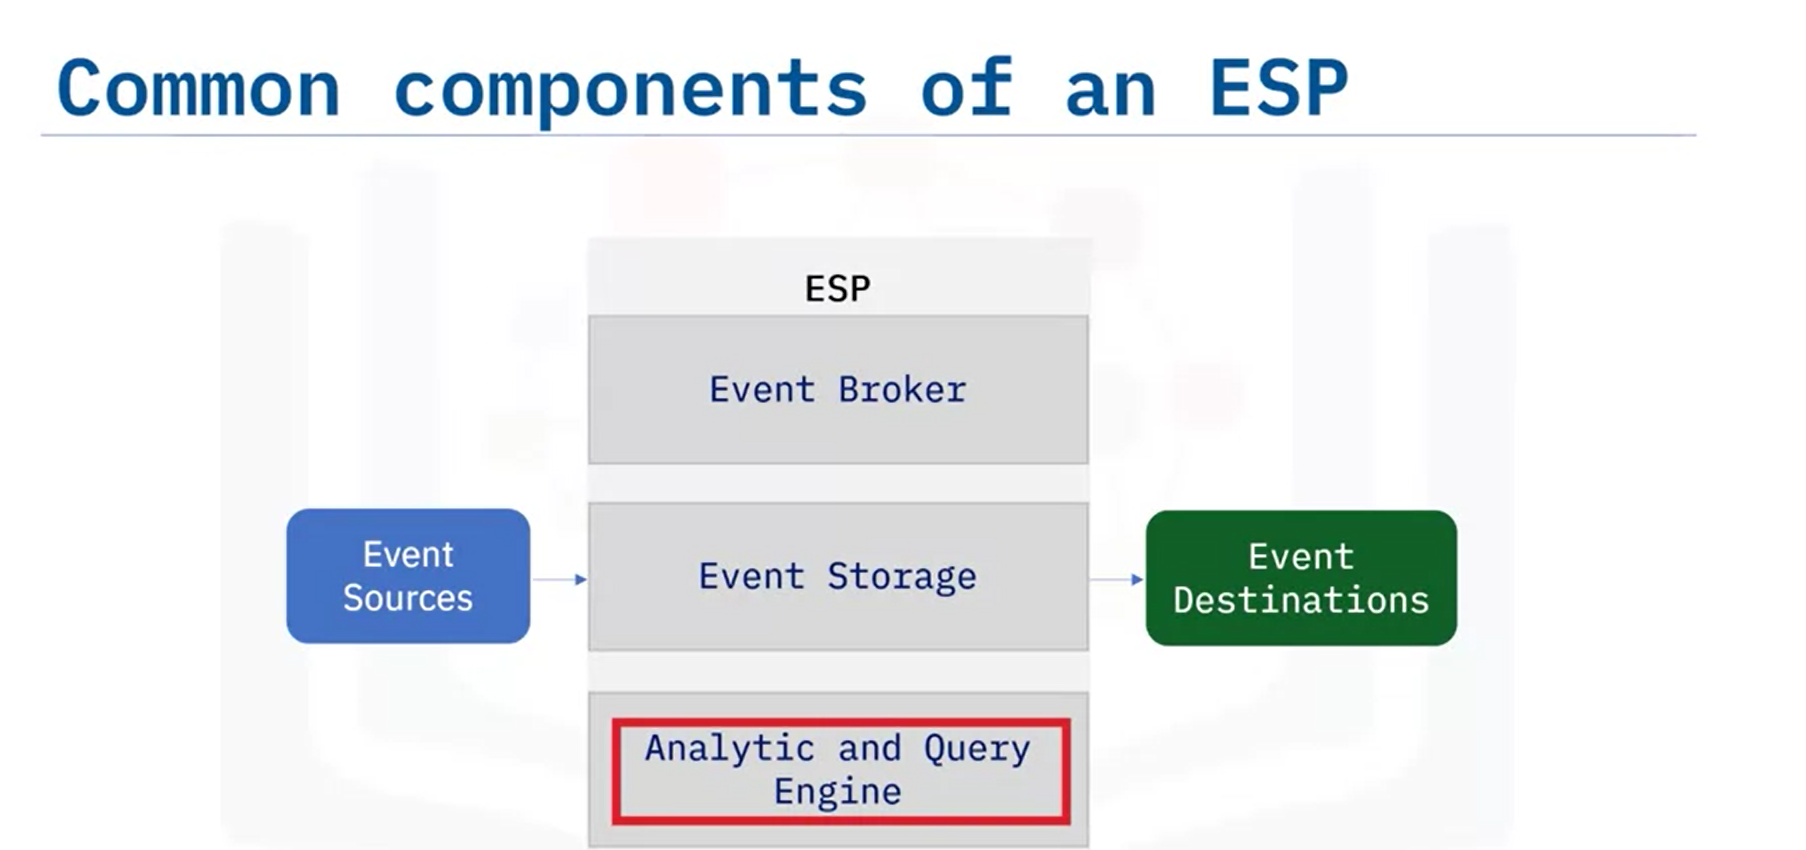 Common components of an ESP
ESP
Event Broker
Event
Sources
Event Storage
Event
Destinations
Analytic and Query
Engine